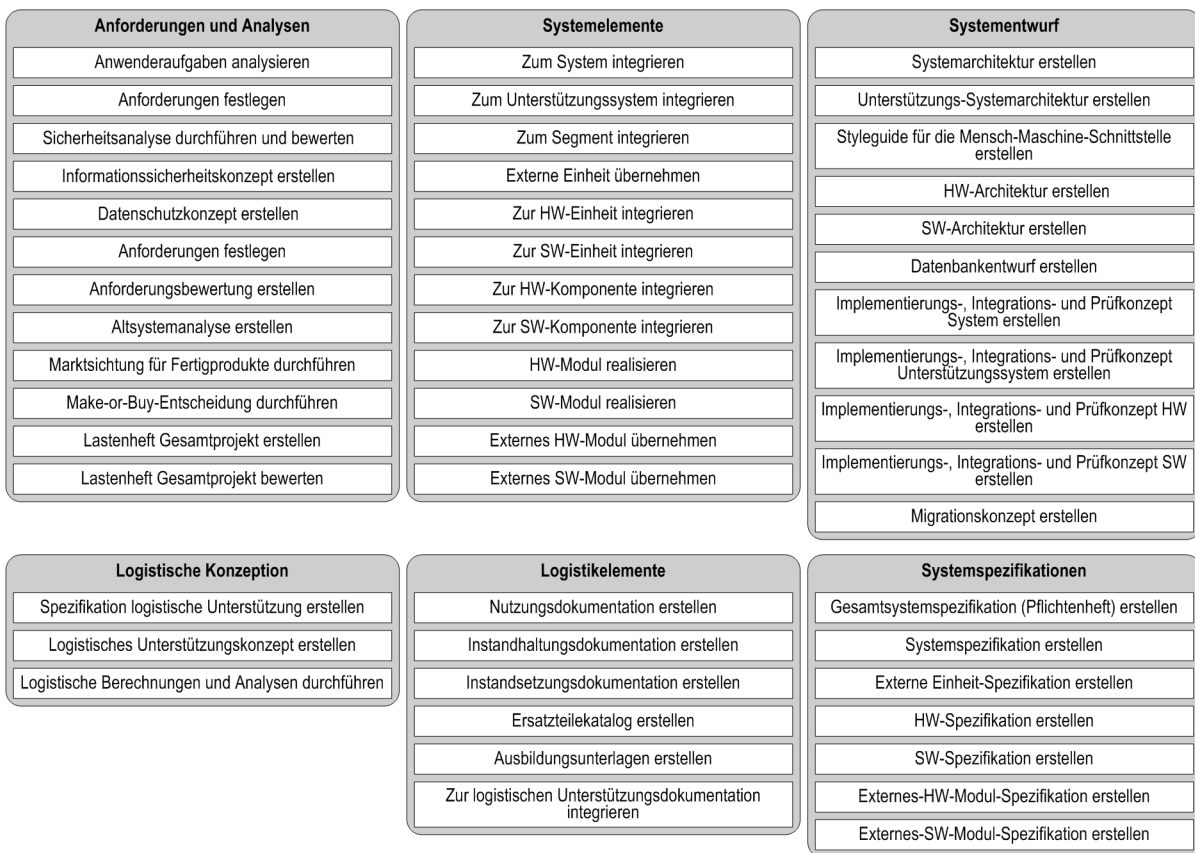 Anforderungen und Analysen
Anwenderaufgaben analysieren
Anforderungen festlegen
Sicherheitsanalyse durchführen und bewerten
Informationssicherheitskonzept erstellen
Datenschutzkonzept erstellen
Anforderungen festlegen
Anforderungsbewertung erstellen
Altsystemanalyse erstellen
Marktsichtung für Fertigprodukte durchführen
Make-or-Buy-Entscheidung durchführen
Lastenheft Gesamtprojekt erstellen
Lastenheft Gesamtprojekt bewerten
Systemelemente
Zum System integrieren
Zum Unterstützungssystem integrieren
Zum Segment integrieren
Externe Einheit übernehmen
Zur HW-Einheit integrieren
Zur SW-Einheit integrieren
Zur HW-Komponente integrieren
Zur SW-Komponente integrieren
HW-Modul realisieren
SW-Modul realisieren
Externes HW-Modul übernehmen
Externes SW-Modul übernehmen
Systementwurf
Systemarchitektur erstellen
Unterstützungs-Systemarchitektur erstellen
Styleguide für die Mensch-Maschine-Schnittstelle
erstellen
HW-Architektur erstellen
SW-Architektur erstellen
Datenbankentwurf erstellen
Implementierungs-, Integrations- und Prüfkonzept
System erstellen
Implementierungs-, Integrations- und Prüfkonzept
Unterstützungssystem erstellen
Implementierungs-, Integrations- und Prüfkonzept HW
erstellen
Implementierungs-, Integrations- und Prüfkonzept SW
erstellen
Migrationskonzept erstellen
Logistische Konzeption
Spezifikation logistische Unterstützung erstellen
Logistisches Unterstützungskonzept erstellen
Logistische Berechnungen und Analysen durchführen
Logistikelemente
Nutzungsdokumentation erstellen
Instandhaltungsdokumentation erstellen
Instandsetzungsdokumentation erstellen
Ersatzteilekatalog erstellen
Ausbildungsunterlagen erstellen
Zur logistischen Unterstützungsdokumentation
integrieren
Systemspezifikationen
Gesamtsystemspezifikation (Pflichtenheft) erstellen
Systemspezifikation erstellen
Externe Einheit-Spezifikation erstellen
HW-Spezifikation erstellen
SW-Spezifikation erstellen
Externes-HW-Modul-Spezifikation erstellen
Externes-SW-Modul-Spezifikation erstellen